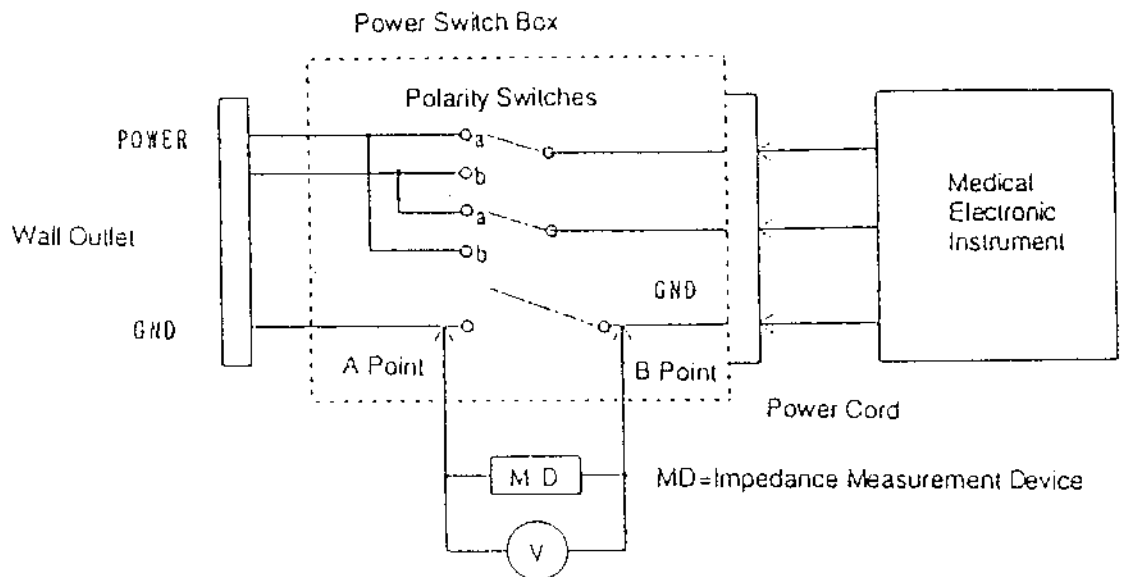 Power Switch Box
Polarity Switches
POWER
a
b
a
b
Medical
Electronic
Instrument
Wall Outlet
GND
GND
A Point
B Point
Power Cord
M D
MD=Impedance Measurement Device
V